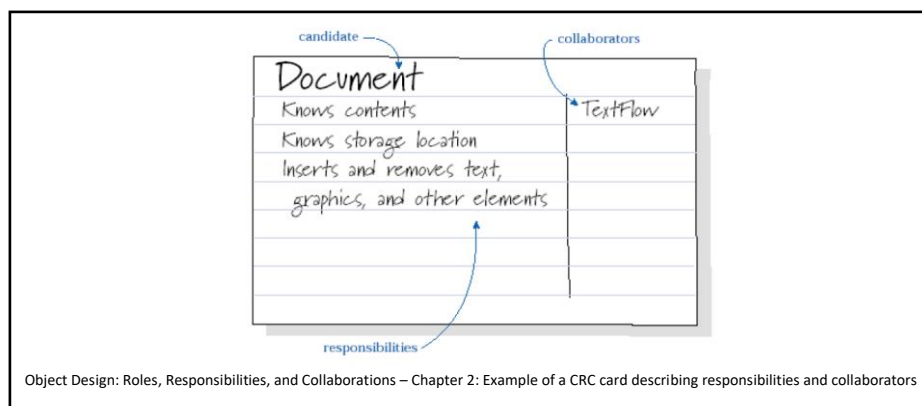 candidate
collaborators
Document
Knows contents
TextFlow
Knows storage location
Inserts and removes text,
graphics, and other elements
responsibilities
Object Design: Roles, Responsibilities, and Collaborations – Chapter 2: Example of a CRC card describing responsibilities and collaborators